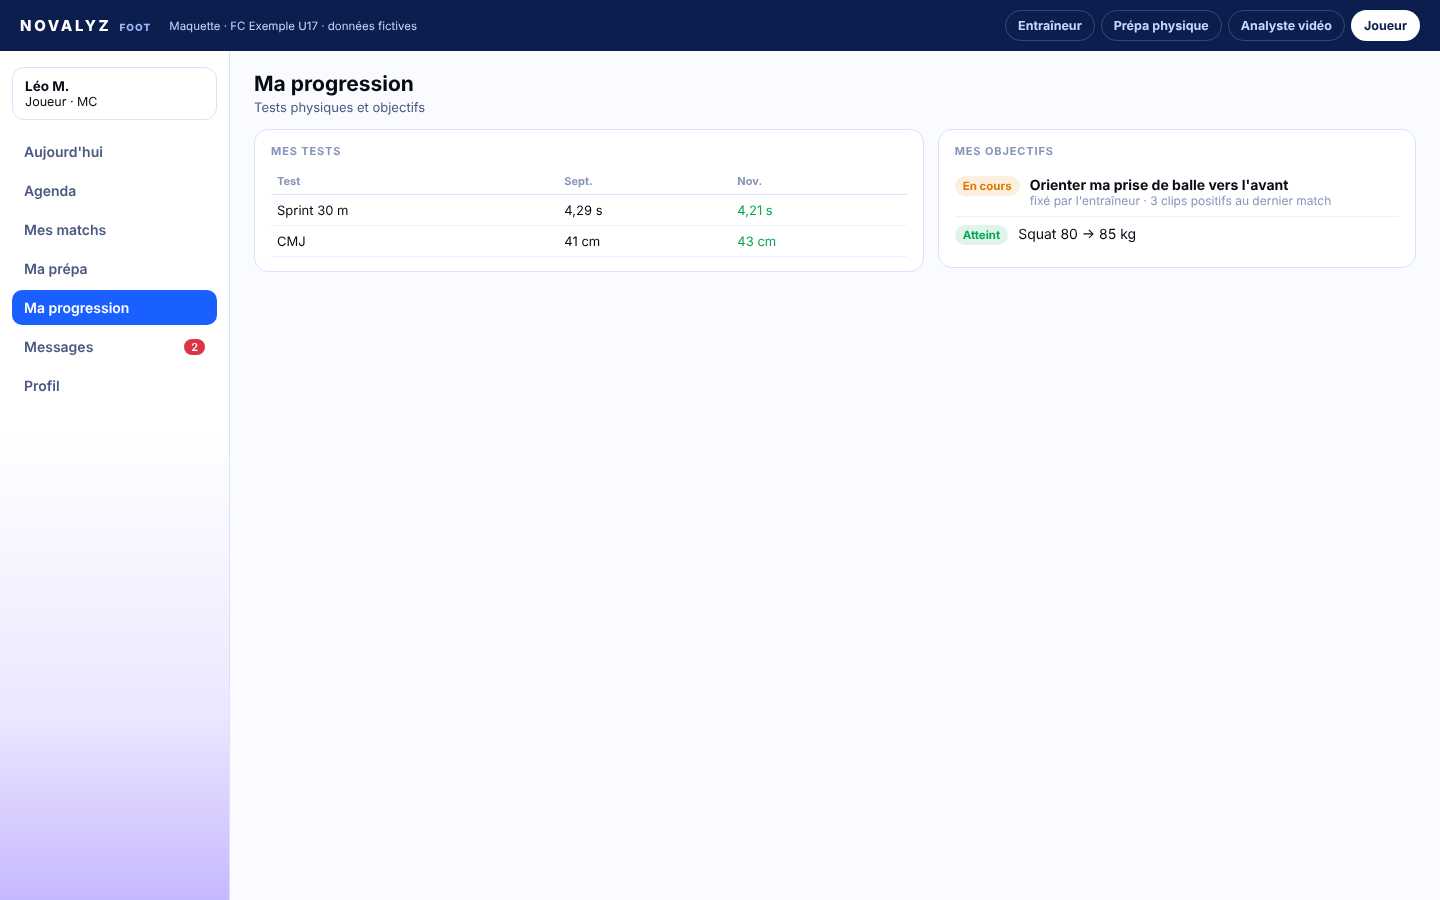 NOVALYZ FOOT Maquette · FC Exemple U17 · données fictives
Entraîneur Prépa physique Analyste vidéo Joueur
Léo M.
Joueur · MC
Aujourd'hui
Agenda
Mes matchs
Ma prépa
Ma progression
Messages 2
Profil
Ma progression
Tests physiques et objectifs
MES TESTS
Test Sept. Nov.
Sprint 30 m 4,29 s 4,21 s
CMJ 41 cm 43 cm
MES OBJECTIFS
En cours Orienter ma prise de balle vers l'avant
fixé par l'entraîneur · 3 clips positifs au dernier match
Atteint Squat 80 → 85 kg